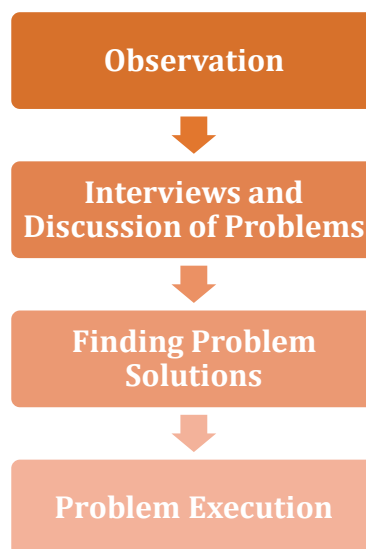 Observation
Interviews and
Discussion of Problems
Finding Problem
Solutions
Problem Execution